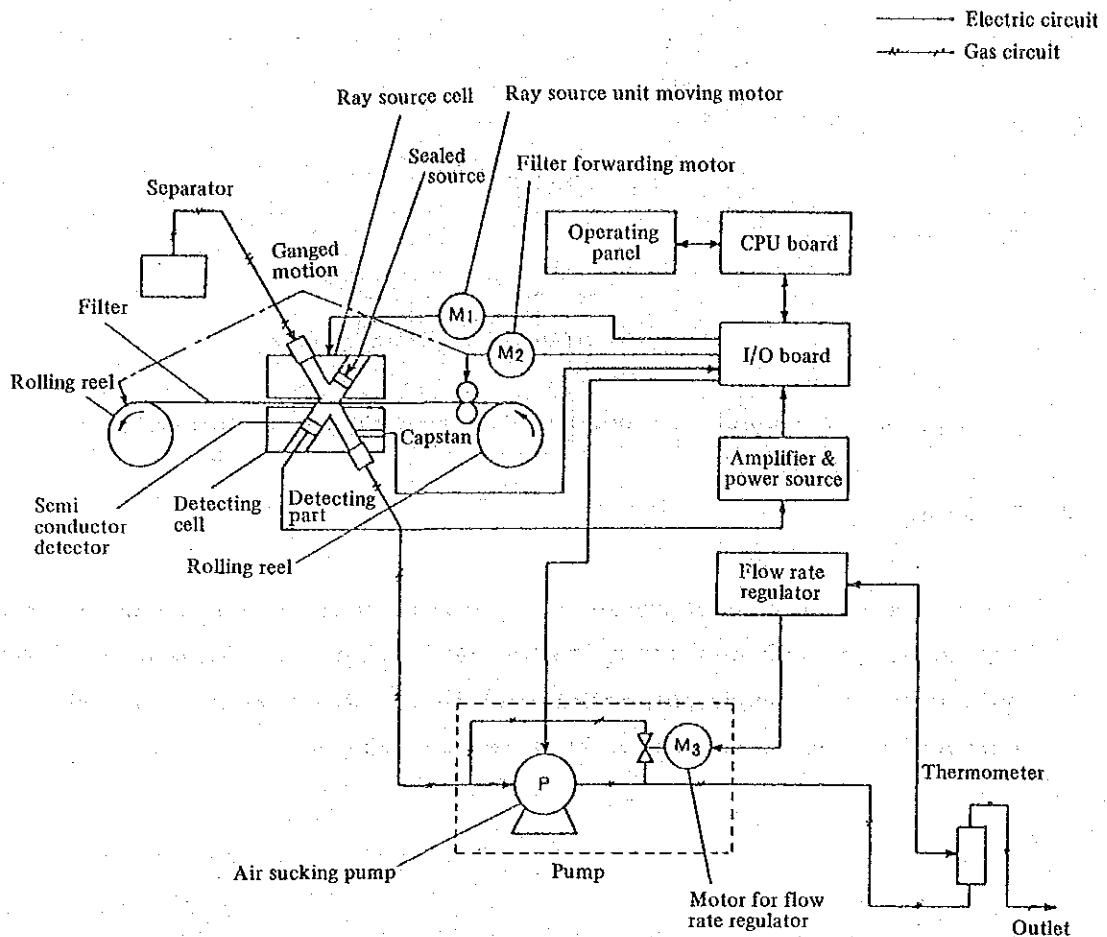 Electric circuit
Gas circuit
Ray source cell
Ray source unit moving motor
Sealed
source
Filter forwarding motor
Separator
Operating
panel
CPU board
Ganged
motion
Filter
M1
M2
I/O board
Rolling reel
Capstan
Amplifier &
power source
Semi
conductor
detector
Detecting
cell
Detecting
part
Rolling reel
Flow rate
regulator
M3
P
Thermometer
Air sucking pump
Pump
Motor for flow
rate regulator
Outlet